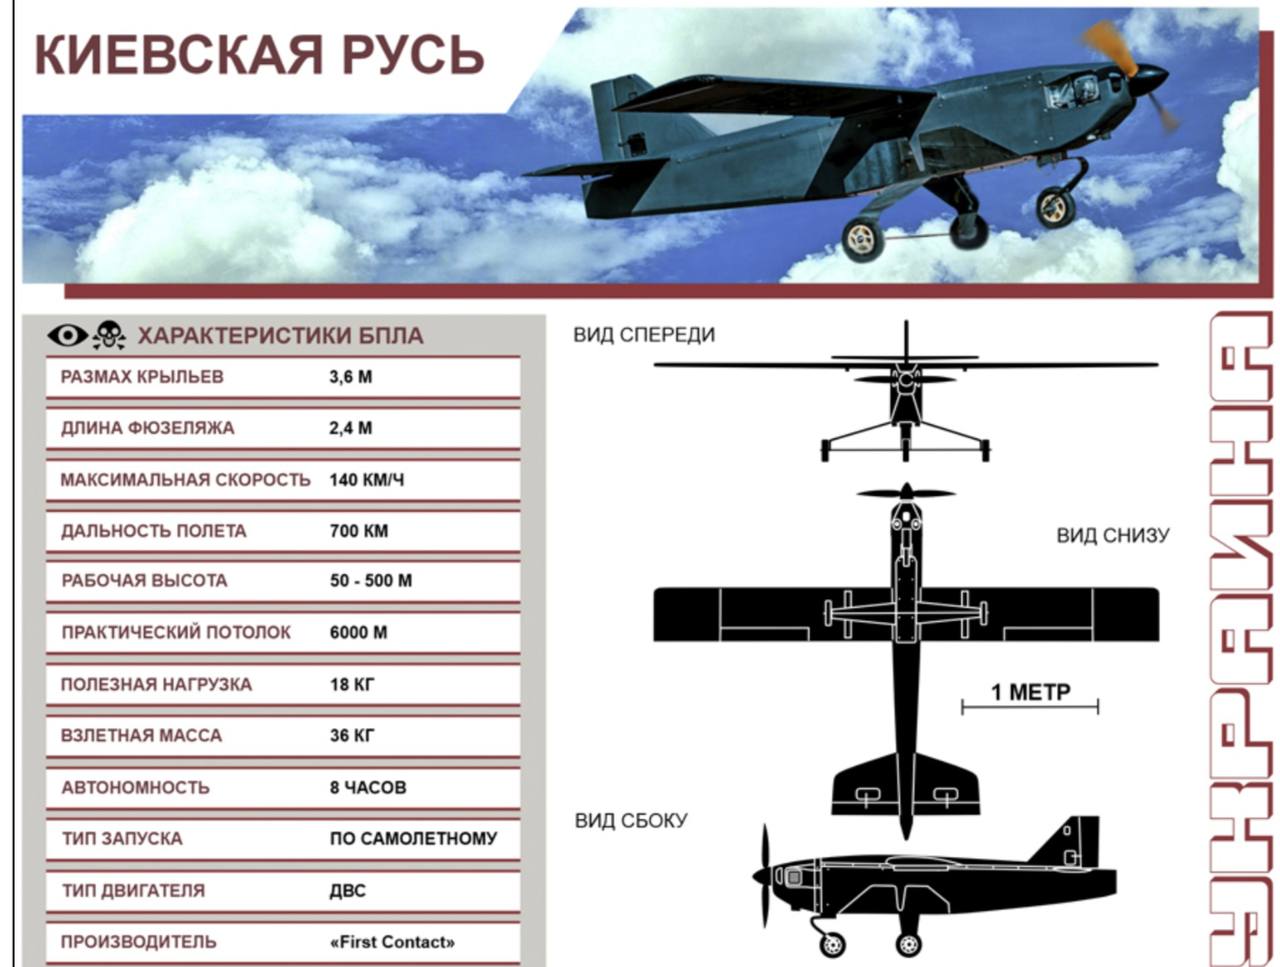 КИЕВСКАЯ РУСЬ
ХАРАКТЕРИСТИКИ БПЛА
РАЗМАХ КРЫЛЬЕВ 3,6 М
ДЛИНА ФЮЗЕЛЯЖА 2,4 М
МАКСИМАЛЬНАЯ СКОРОСТЬ 140 КМ/Ч
ДАЛЬНОСТЬ ПОЛЕТА 700 КМ
РАБОЧАЯ ВЫСОТА 50 - 500 М
ПРАКТИЧЕСКИЙ ПОТОЛОК 6000 М
ПОЛЕЗНАЯ НАГРУЗКА 18 КГ
ВЗЛЕТНАЯ МАССА 36 КГ
АВТОНОМНОСТЬ 8 ЧАСОВ
ТИП ЗАПУСКА ПО САМОЛЕТНОМУ
ТИП ДВИГАТЕЛЯ ДВС
ПРОИЗВОДИТЕЛЬ «First Contact»
ВИД СПЕРЕДИ
ВИД СНИЗУ
1 МЕТР
ВИД СБОКУ
УКРАИНА